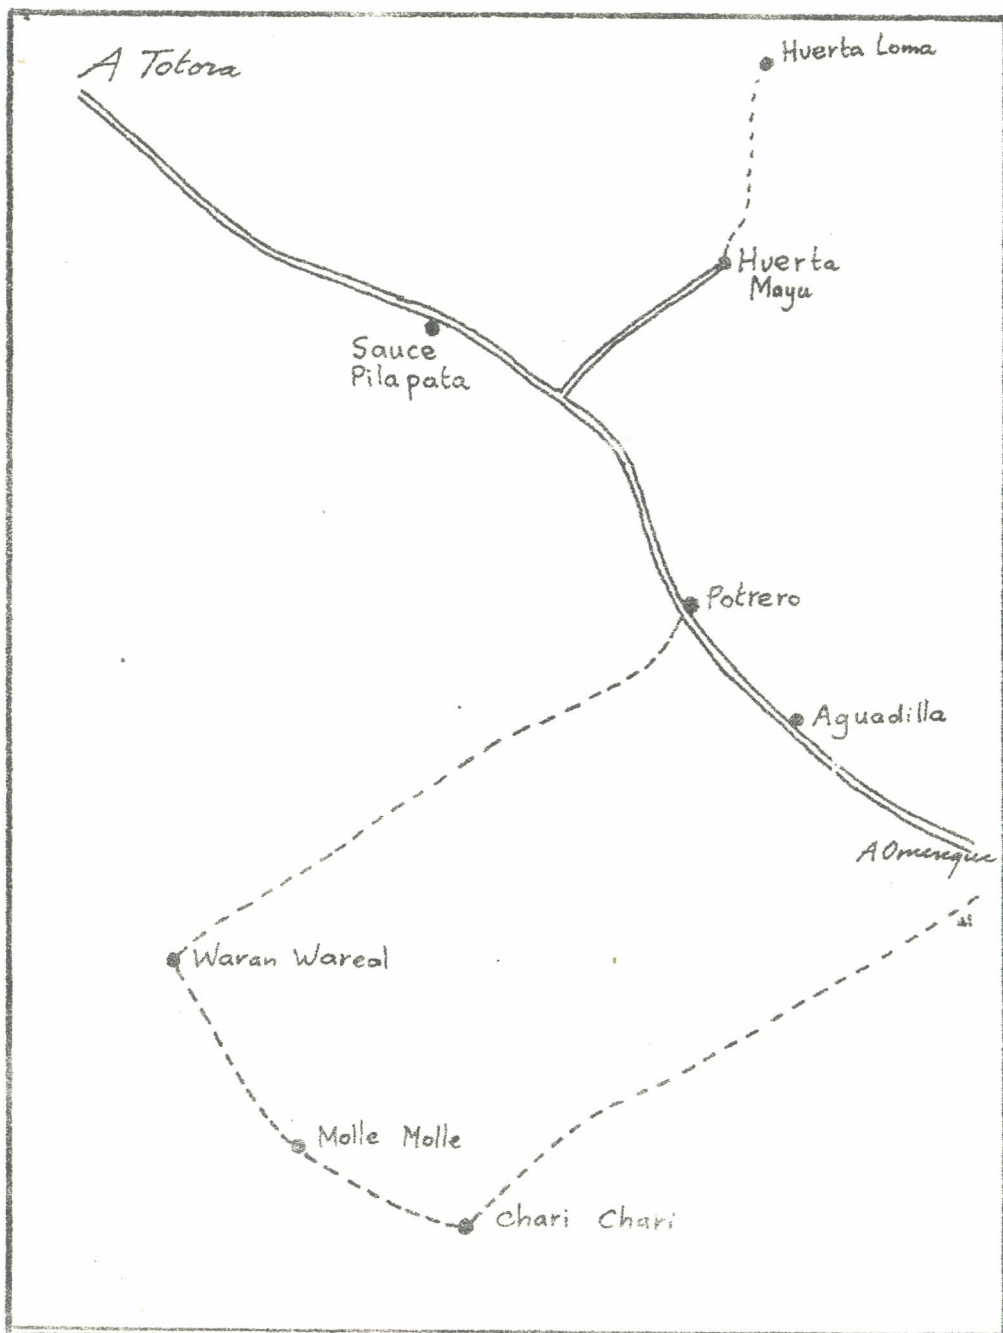 A Totora
Huerta Loma
Huerta
Mayu
Sauce
Pilapata
Potrero
Aguadilla
A Omereque
Waran Wareal
Molle Molle
Chari Chari